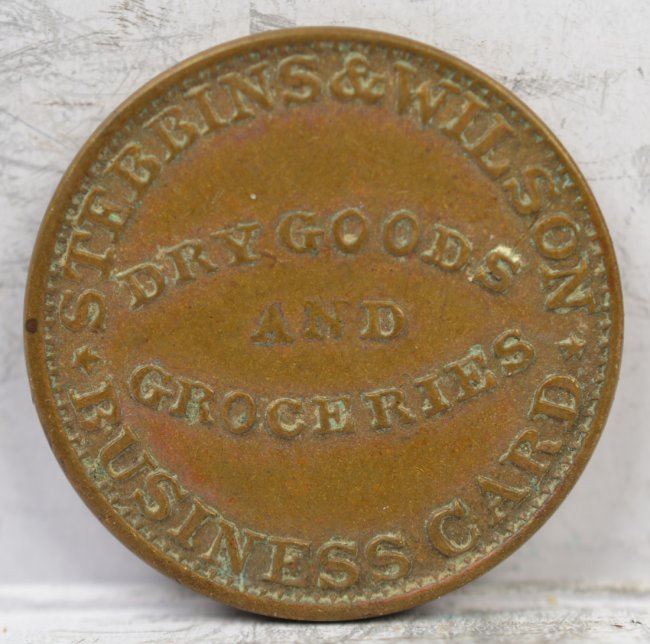 STEBBINS & WILSON
DRY GOODS
AND
GROCERIES
BUSINESS CARD